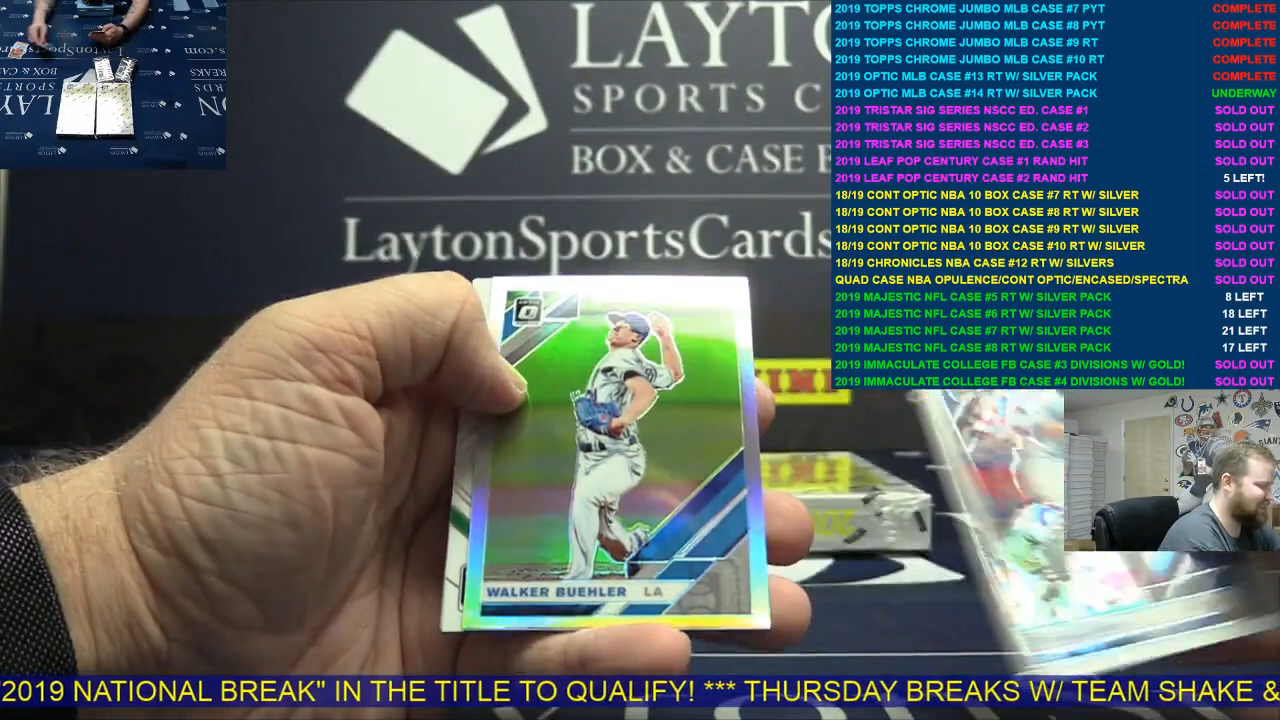 LAYTO
SPORTS C
BOX & CASE
LaytonSportsCards
2019 TOPPS CHROME JUMBO MLB CASE #7 PYT COMPLETE
2019 TOPPS CHROME JUMBO MLB CASE #8 PYT COMPLETE
2019 TOPPS CHROME JUMBO MLB CASE #9 RT COMPLETE
2019 TOPPS CHROME JUMBO MLB CASE #10 RT COMPLETE
2019 OPTIC MLB CASE #13 RT W/ SILVER PACK COMPLETE
2019 OPTIC MLB CASE #14 RT W/ SILVER PACK UNDERWAY
2019 TRISTAR SIG SERIES NSCC ED. CASE #1 SOLD OUT
2019 TRISTAR SIG SERIES NSCC ED. CASE #2 SOLD OUT
2019 TRISTAR SIG SERIES NSCC ED. CASE #3 SOLD OUT
2019 LEAF POP CENTURY CASE #1 RAND HIT SOLD OUT
2019 LEAF POP CENTURY CASE #2 RAND HIT 5 LEFT!
18/19 CONT OPTIC NBA 10 BOX CASE #7 RT W/ SILVER SOLD OUT
18/19 CONT OPTIC NBA 10 BOX CASE #8 RT W/ SILVER SOLD OUT
18/19 CONT OPTIC NBA 10 BOX CASE #9 RT W/ SILVER SOLD OUT
18/19 CONT OPTIC NBA 10 BOX CASE #10 RT W/ SILVER SOLD OUT
18/19 CHRONICLES NBA CASE #12 RT W/ SILVERS SOLD OUT
QUAD CASE NBA OPULENCE/CONT OPTIC/ENCASED/SPECTRA SOLD OUT
2019 MAJESTIC NFL CASE #5 RT W/ SILVER PACK 8 LEFT
2019 MAJESTIC NFL CASE #6 RT W/ SILVER PACK 18 LEFT
2019 MAJESTIC NFL CASE #7 RT W/ SILVER PACK 21 LEFT
2019 MAJESTIC NFL CASE #8 RT W/ SILVER PACK 17 LEFT
2019 IMMACULATE COLLEGE FB CASE #3 DIVISIONS W/ GOLD! SOLD OUT
2019 IMMACULATE COLLEGE FB CASE #4 DIVISIONS W/ GOLD! SOLD OUT
WALKER BUEHLER LA
"2019 NATIONAL BREAK" IN THE TITLE TO QUALIFY! *** THURSDAY BREAKS W/ TEAM SHAKE &